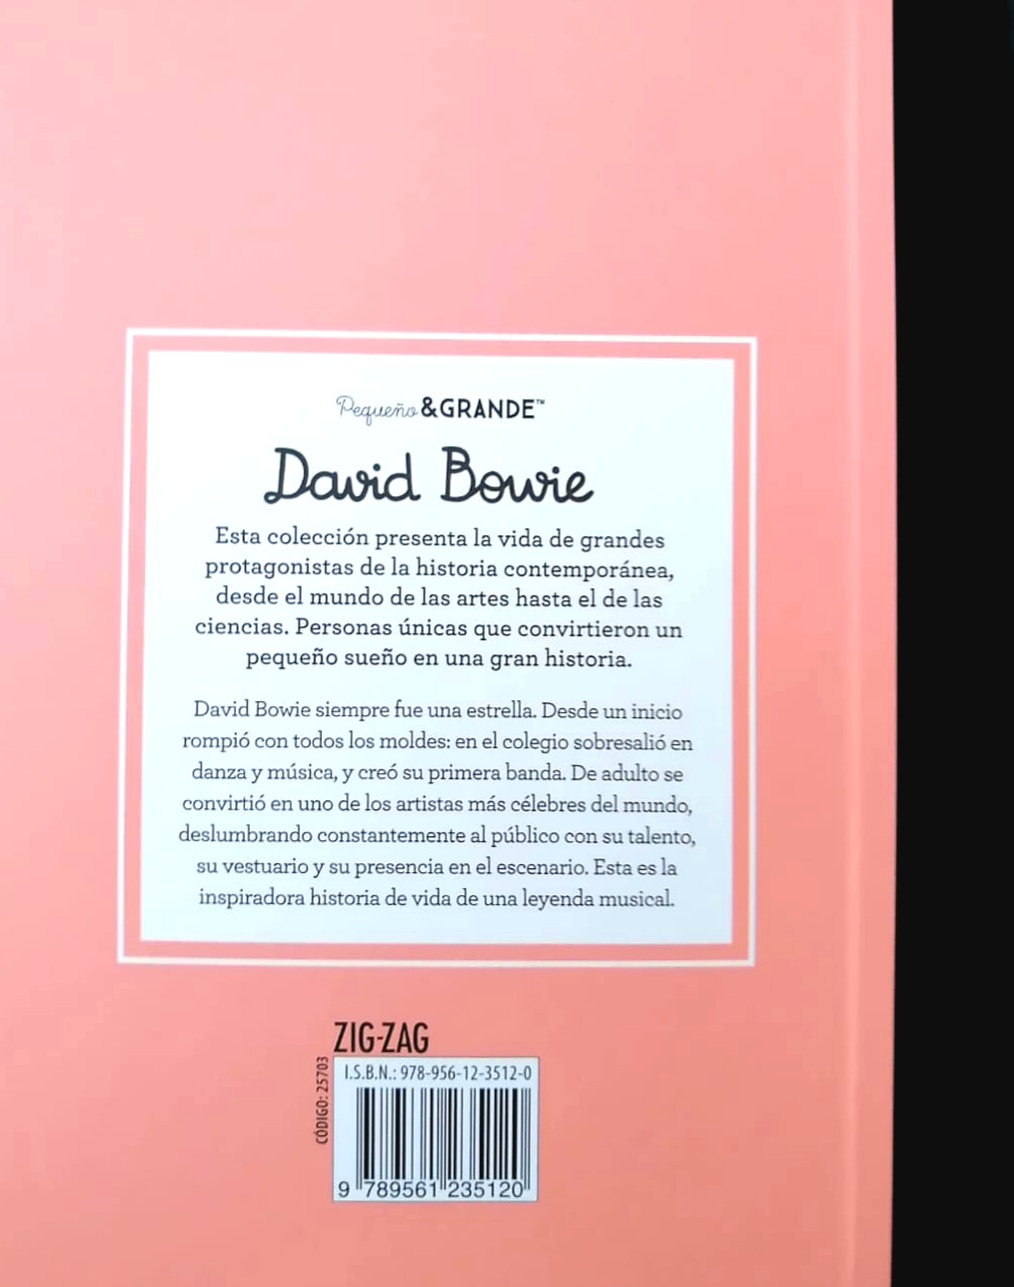 Pequeño &GRANDE™
David Bowie
Esta colección presenta la vida de grandes
protagonistas de la historia contemporánea,
desde el mundo de las artes hasta el de las
ciencias. Personas únicas que convirtieron un
pequeño sueño en una gran historia.
David Bowie siempre fue una estrella. Desde un inicio
rompió con todos los moldes: en el colegio sobresalió en
danza y música, y creó su primera banda. De adulto se
convirtió en uno de los artistas más célebres del mundo,
deslumbrando constantemente al público con su talento,
su vestuario y su presencia en el escenario. Esta es la
inspiradora historia de vida de una leyenda musical.
ZIG-ZAG
CÓDIGO: 25703
I.S.B.N.: 978-956-12-3512-0
9 789561 235120